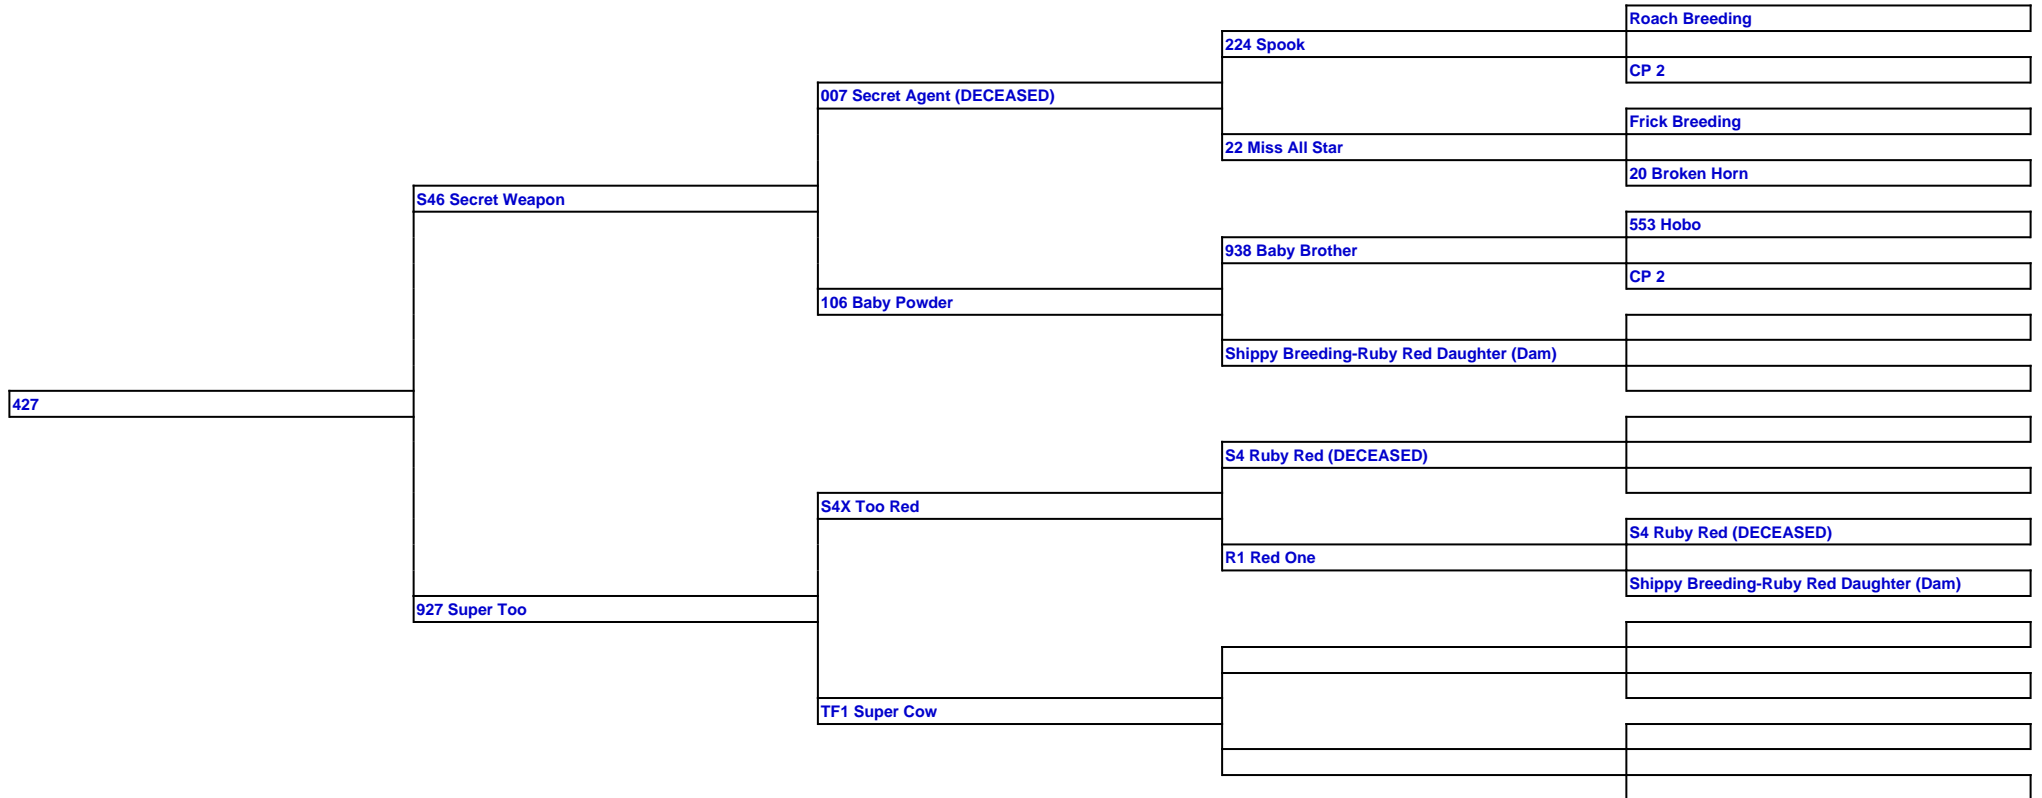 Roach Breeding
224 Spook
CP 2
007 Secret Agent (DECEASED)
Frick Breeding
22 Miss All Star
20 Broken Horn
S46 Secret Weapon
553 Hobo
938 Baby Brother
CP 2
106 Baby Powder
Shippy Breeding-Ruby Red Daughter (Dam)
427
S4 Ruby Red (DECEASED)
S4X Too Red
S4 Ruby Red (DECEASED)
R1 Red One
Shippy Breeding-Ruby Red Daughter (Dam)
927 Super Too
TF1 Super Cow